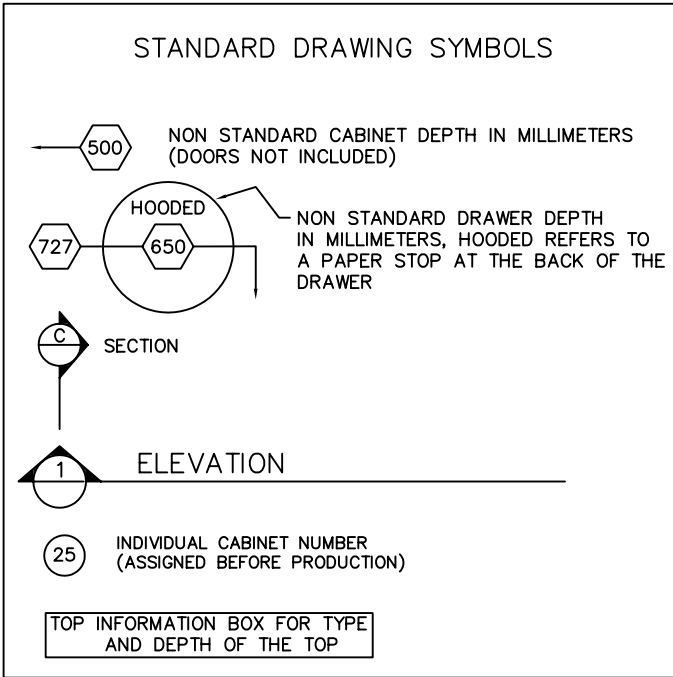 STANDARD DRAWING SYMBOLS
500
NON STANDARD CABINET DEPTH IN MILLIMETERS
(DOORS NOT INCLUDED)
HOODED
727
650
NON STANDARD DRAWER DEPTH
IN MILLIMETERS, HOODED REFERS TO
A PAPER STOP AT THE BACK OF THE
DRAWER
C
SECTION
1
ELEVATION
25
INDIVIDUAL CABINET NUMBER
(ASSIGNED BEFORE PRODUCTION)
TOP INFORMATION BOX FOR TYPE
AND DEPTH OF THE TOP